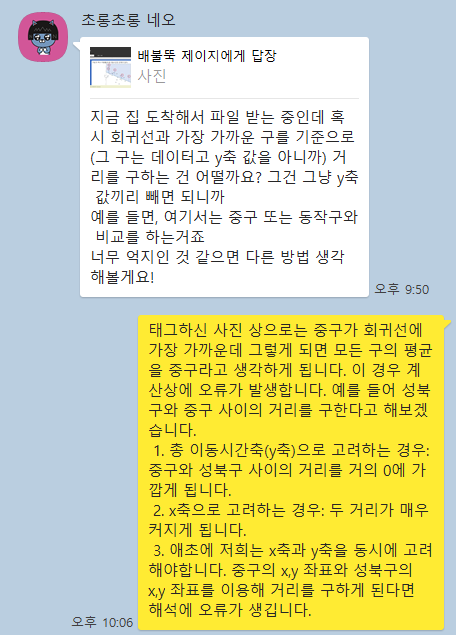 초롱초롱 네오
배불뚝 제이지에게 답장
사진
지금 집 도착해서 파일 받는 중인데 혹
시 회귀선과 가장 가까운 구를 기준으로
(그 구는 데이터고 y축 값을 아니까) 거
리를 구하는 건 어떨까요? 그건 그냥 y축
값끼리 빼면 되니까
예를 들면, 여기서는 중구 또는 동작구와
비교를 하는거죠
너무 억지인 것 같으면 다른 방법 생각
해볼게요!
오후 9:50
태그하신 사진 상으로는 중구가 회귀선에
가장 가까운데 그렇게 되면 모든 구의 평균
을 중구라고 생각하게 됩니다. 이 경우 계
산상에 오류가 발생합니다. 예를 들어 성북
구와 중구 사이의 거리를 구한다고 해보겠
습니다.
1. 총 이동시간축(y축)으로 고려하는 경우:
중구와 성북구 사이의 거리를 거의 0에 가
깝게 됩니다.
2. x축으로 고려하는 경우: 두 거리가 매우
커지게 됩니다.
3. 애초에 저희는 x축과 y축을 동시에 고려
해야합니다. 중구의 x,y 좌표와 성북구의
x,y 좌표를 이용해 거리를 구하게 된다면
해석에 오류가 생깁니다.
오후 10:06